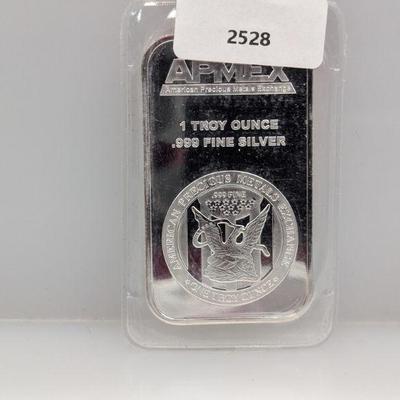 2528
APMEX
American Precious Metals Exchange
1 TROY OUNCE
.999 FINE SILVER
AMERICAN PRECIOUS METALS EXCHANGE
.999 FINE
ONE TROY OUNCE